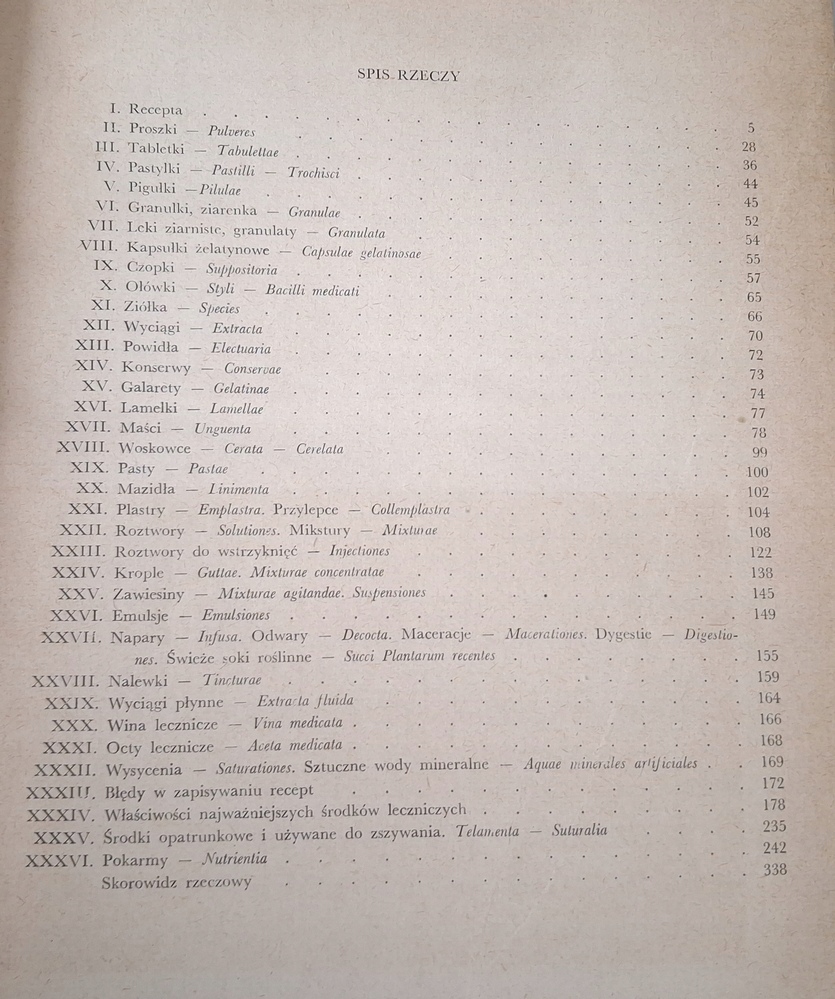 SPIS RZECZY
I. Recepta . . . . . 5
II. Proszki — Pulveres . . . . . 28
III. Tabletki — Tabulettae . . . . . 36
IV. Pastylki — Pastilli — Trochisci . . . . . 44
V. Pigułki — Pilulae . . . . . 45
VI. Granulki, ziarenka — Granulae . . . . . 52
VII. Leki ziarniste, granulaty — Granulata . . . . . 54
VIII. Kapsułki żelatynowe — Capsulae gelatinosae . . . . . 55
IX. Czopki — Suppositoria . . . . . 57
X. Ołówki — Styli — Bacilli medicati . . . . . 65
XI. Ziółka — Species . . . . . 66
XII. Wyciągi — Extracta . . . . . 70
XIII. Powidła — Electuaria . . . . . 72
XIV. Konserwy — Conservae . . . . . 73
XV. Galarety — Gelatinae . . . . . 74
XVI. Lamelki — Lamellae . . . . . 77
XVII. Maści — Unguenta . . . . . 78
XVIII. Woskowce — Cerata — Cerelata . . . . . 99
XIX. Pasty — Pastae . . . . . 100
XX. Mazidła — Linimenta . . . . . 102
XXI. Plastry — Emplastra. Przylepce — Collemplastra . . . . . 104
XXII. Roztwory — Solutiones. Mikstury — Mixturae . . . . . 108
XXIII. Roztwory do wstrzyknięć — Injectiones . . . . . 122
XXIV. Krople — Guttae. Mixturae concentratae . . . . . 138
XXV. Zawiesiny — Mixturae agitandae. Suspensiones . . . . . 145
XXVI. Emulsje — Emulsiones . . . . . 149
XXVII. Napary — Infusa. Odwary — Decocta. Maceracje — Macerationes. Dygestie — Digestio-
nes. Świeże soki roślinne — Succi Plantarum recentes . . . . . 155
XXVIII. Nalewki — Tincturae . . . . . 159
XXIX. Wyciągi płynne — Extracta fluida . . . . . 164
XXX. Wina lecznicze — Vina medicata . . . . . 166
XXXI. Octy lecznicze — Aceta medicata . . . . . 168
XXXII. Wysycenia — Saturationes. Sztuczne wody mineralne — Aquae minerales artificiales . . 169
XXXIII. Błędy w zapisywaniu recept . . . . . 172
XXXIV. Właściwości najważniejszych środków leczniczych . . . . . 178
XXXV. Środki opatrunkowe i używane do zszywania. Telamenta — Suturalia . . . . . 235
XXXVI. Pokarmy — Nutrientia . . . . . 242
Skorowidz rzeczowy . . . . . 338